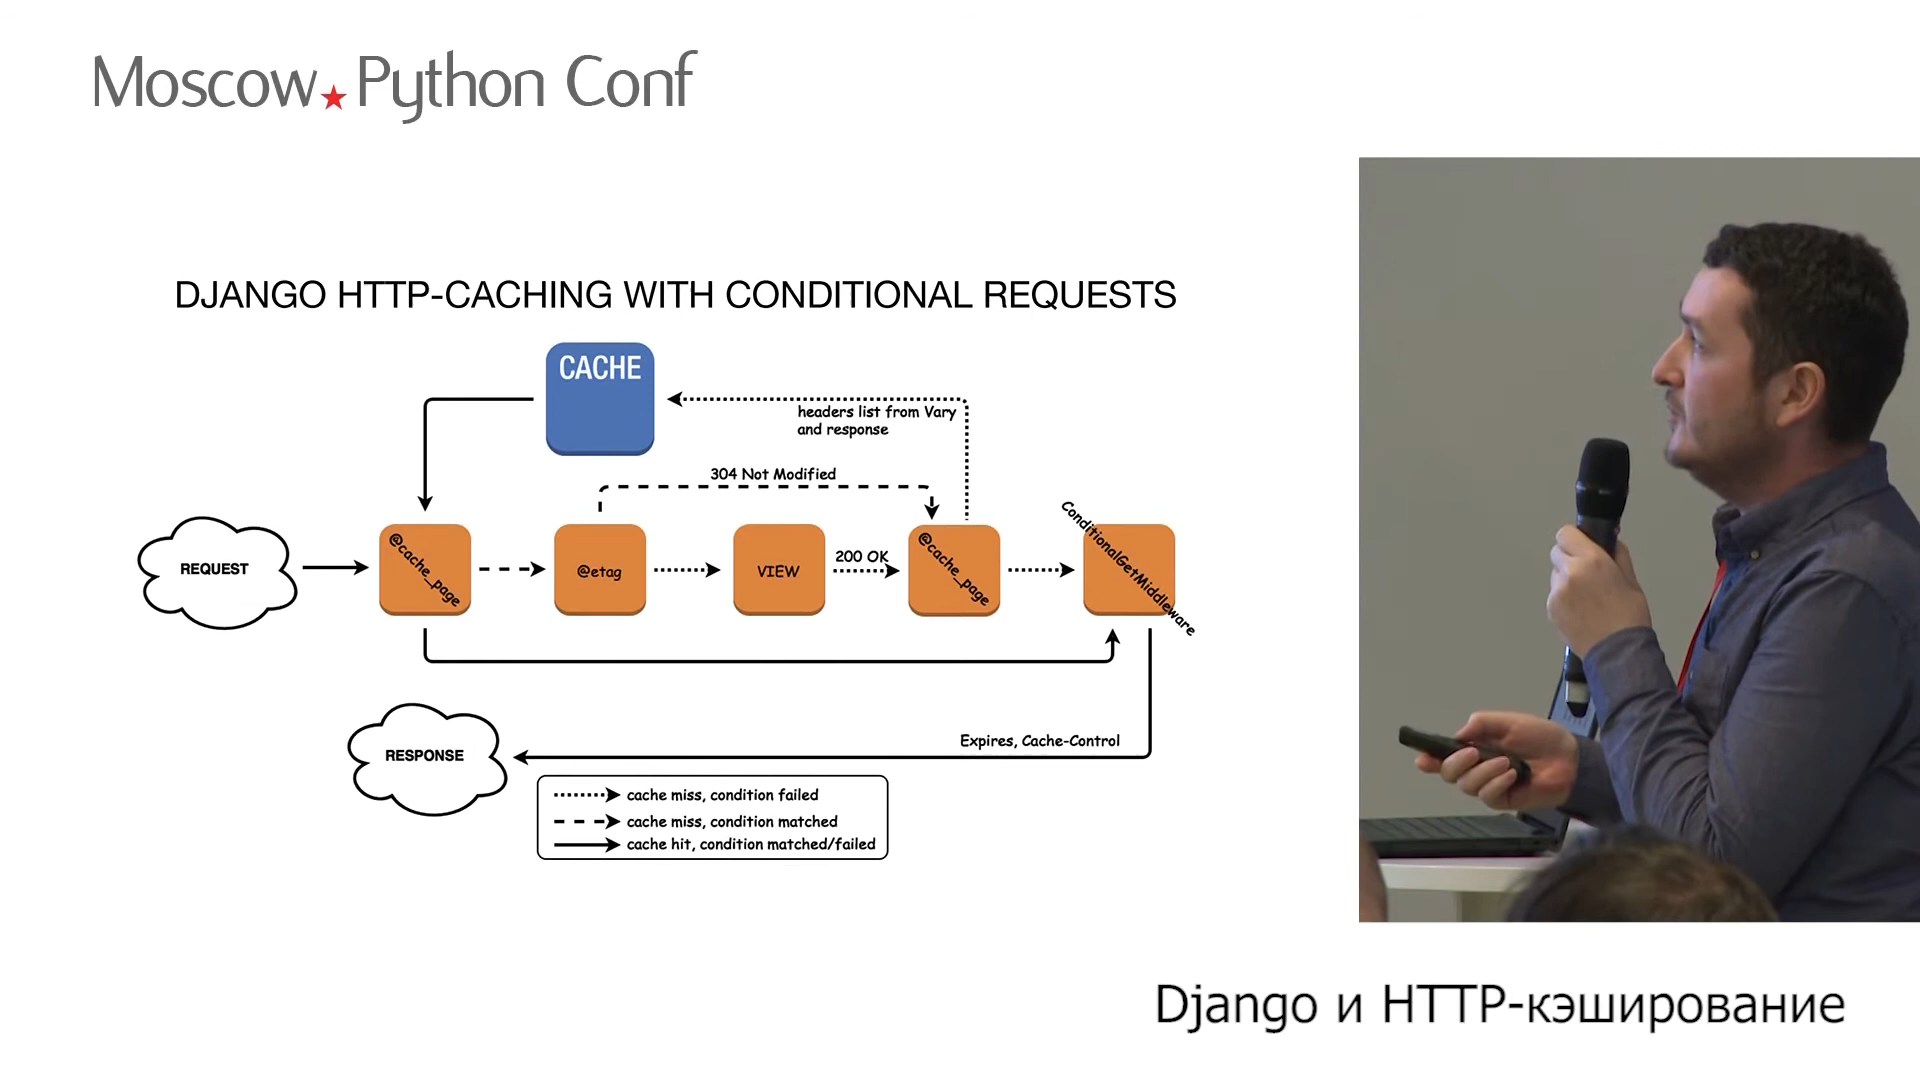 Moscow Python Conf
DJANGO HTTP-CACHING WITH CONDITIONAL REQUESTS
CACHE
headers list from Vary
and response
304 Not Modified
REQUEST
@cache_page
@etag
VIEW
200 OK
@cache_page
ConditionalGetMiddleware
RESPONSE
Expires, Cache-Control
cache miss, condition failed
cache miss, condition matched
cache hit, condition matched/failed
Django и HTTP-кэширование